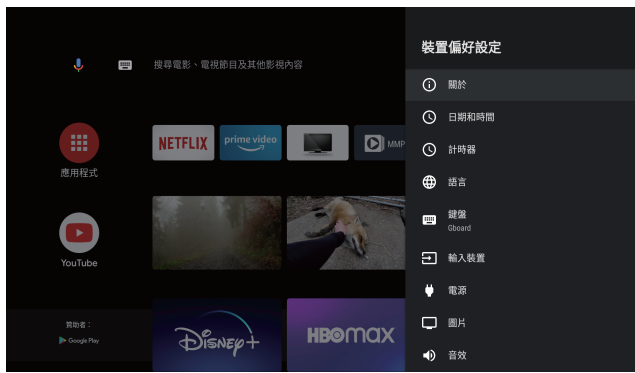 搜尋電影、電視節目及其他影視內容
應用程式
NETFLIX
prime video
MMP
YouTube
贊助者：
Google Play
Disney+
HBOmax
裝置偏好設定
關於
日期和時間
計時器
語言
鍵盤
Gboard
輸入裝置
電源
圖片
音效